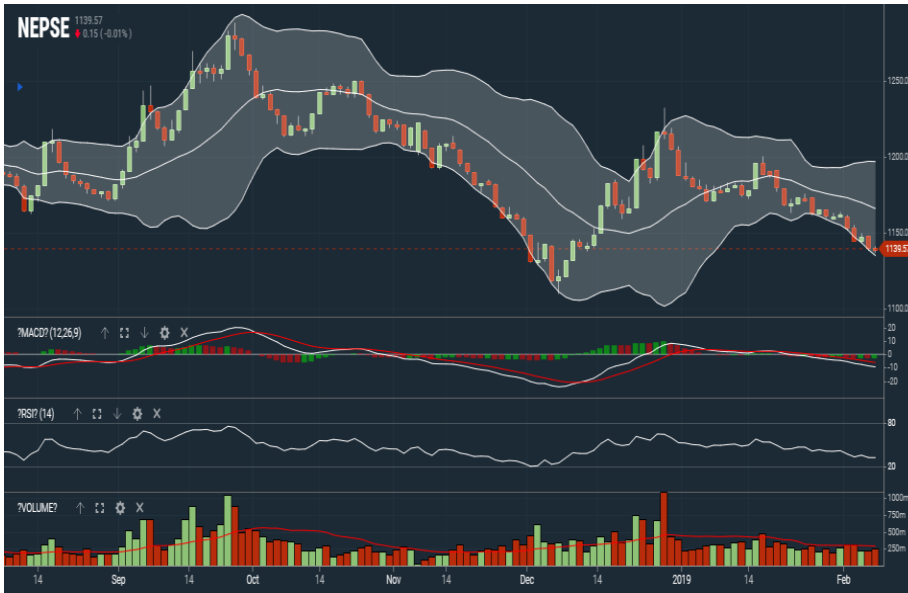 NEPSE 1139.57
0.15 ( -0.01% )
1250.0
1200.0
1150.0
1139.57
1100.0
?MACD? (12,26,9)
20
10
0
-10
-20
?RSI? (14)
80
20
?VOLUME?
1000m
750m
500m
250m
14 Sep 14 Oct 14 Nov 14 Dec 14 2019 14 Feb